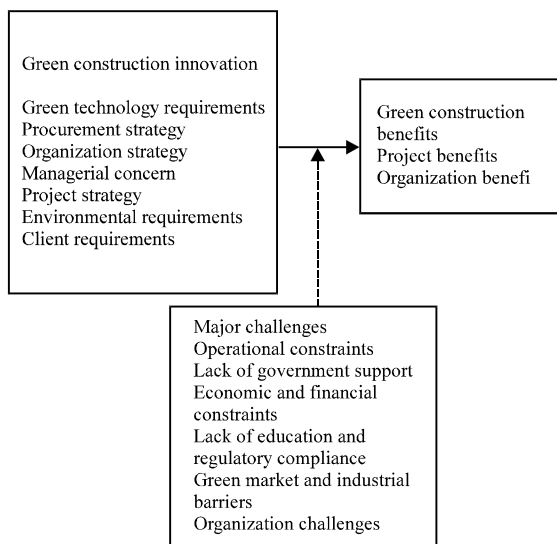 Green construction innovation
Green technology requirements
Procurement strategy
Organization strategy
Managerial concern
Project strategy
Environmental requirements
Client requirements
Green construction
benefits
Project benefits
Organization benefi
Major challenges
Operational constraints
Lack of government support
Economic and financial
constraints
Lack of education and
regulatory compliance
Green market and industrial
barriers
Organization challenges